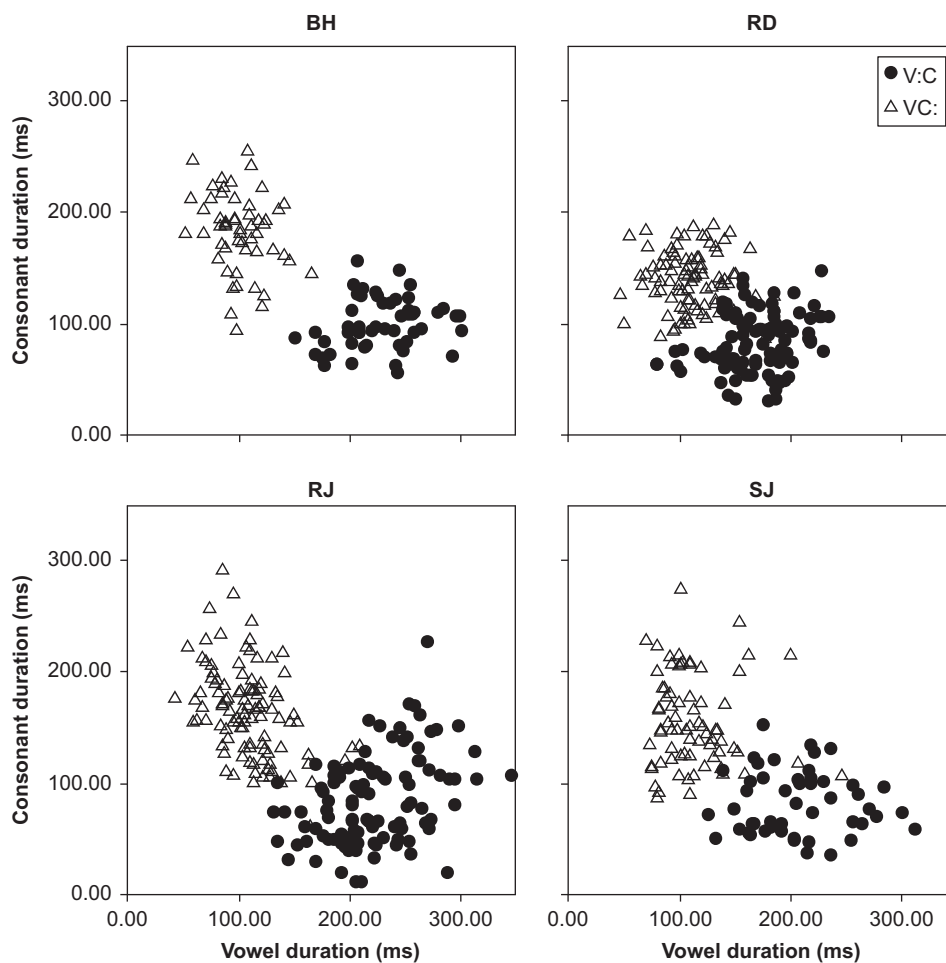 BH
RD
V:C
VC:
300.00
200.00
100.00
0.00
Consonant duration (ms)
RJ
SJ
300.00
200.00
100.00
0.00
Consonant duration (ms)
0.00 100.00 200.00 300.00
0.00 100.00 200.00 300.00
Vowel duration (ms)
Vowel duration (ms)